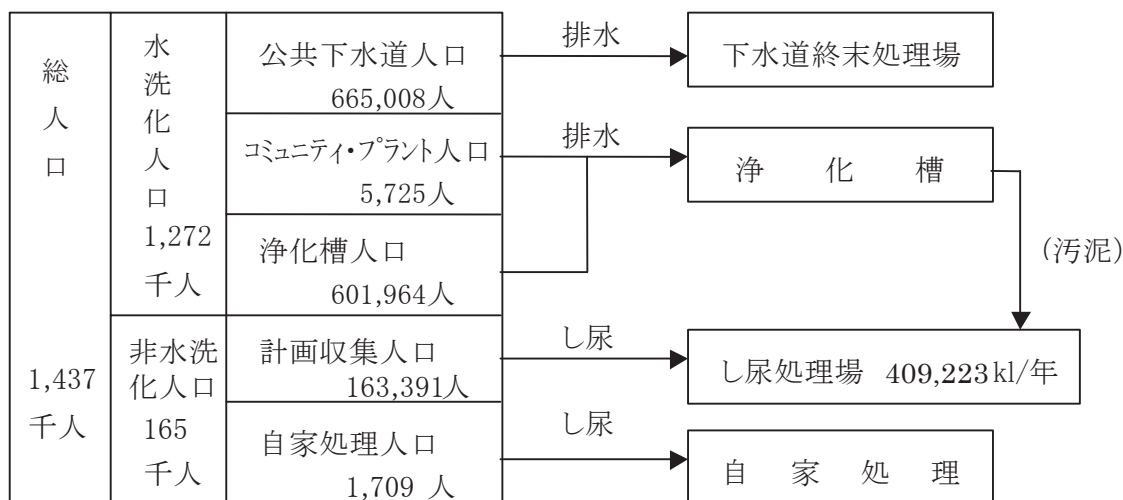 総人口
1,437
千人
水洗化人口
1,272
千人
非水洗
化人口
165
千人
公共下水道人口
665,008人
コミュニティ・プラント人口
5,725人
浄化槽人口
601,964人
計画収集人口
163,391人
自家処理人口
1,709 人
排水
排水
し尿
し尿
下水道終末処理場
浄 化 槽
(汚泥)
し尿処理場 409,223kl/年
自 家 処 理